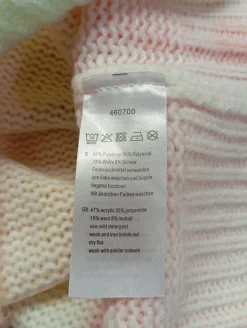 460700
D 47% Polyacryl 30% Polyamid
15% Wolle 8% Mohair
Feinwaschmittel verwenden
von links waschen und bügeln
liegend trocknen
Mit ähnlichen Farben waschen
GB 47% acrylic 30% polyamide
15% wool 8% mohair
use mild detergent
wash and iron inside out
dry flat
wash with similar colours